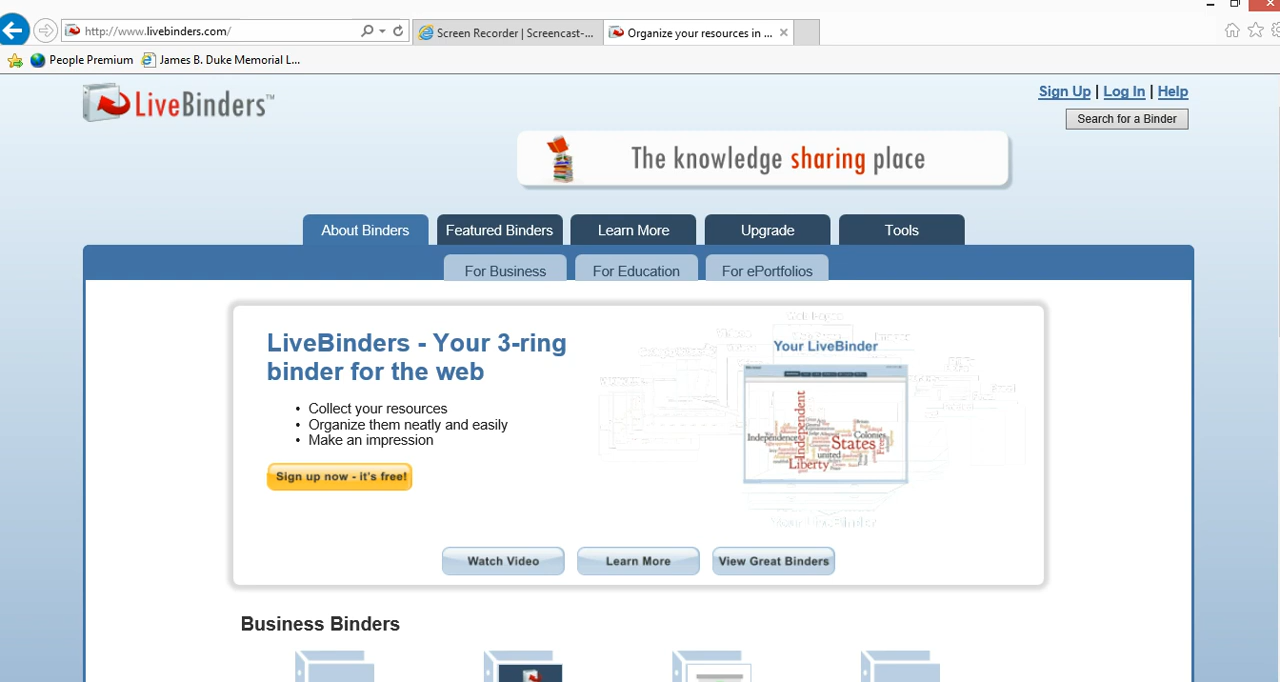 http://www.livebinders.com/
Screen Recorder | Screencast-...
Organize your resources in ...
People Premium
James B. Duke Memorial L...
LiveBinders™
Sign Up | Log In | Help
Search for a Binder
The knowledge sharing place
About Binders
Featured Binders
Learn More
Upgrade
Tools
For Business
For Education
For ePortfolios
LiveBinders - Your 3-ring
binder for the web
• Collect your resources
• Organize them neatly and easily
• Make an impression
Sign up now - it's free!
Your LiveBinder
Independence
Independent
States
Colonies
united
Liberty
Free
Watch Video
Learn More
View Great Binders
Business Binders